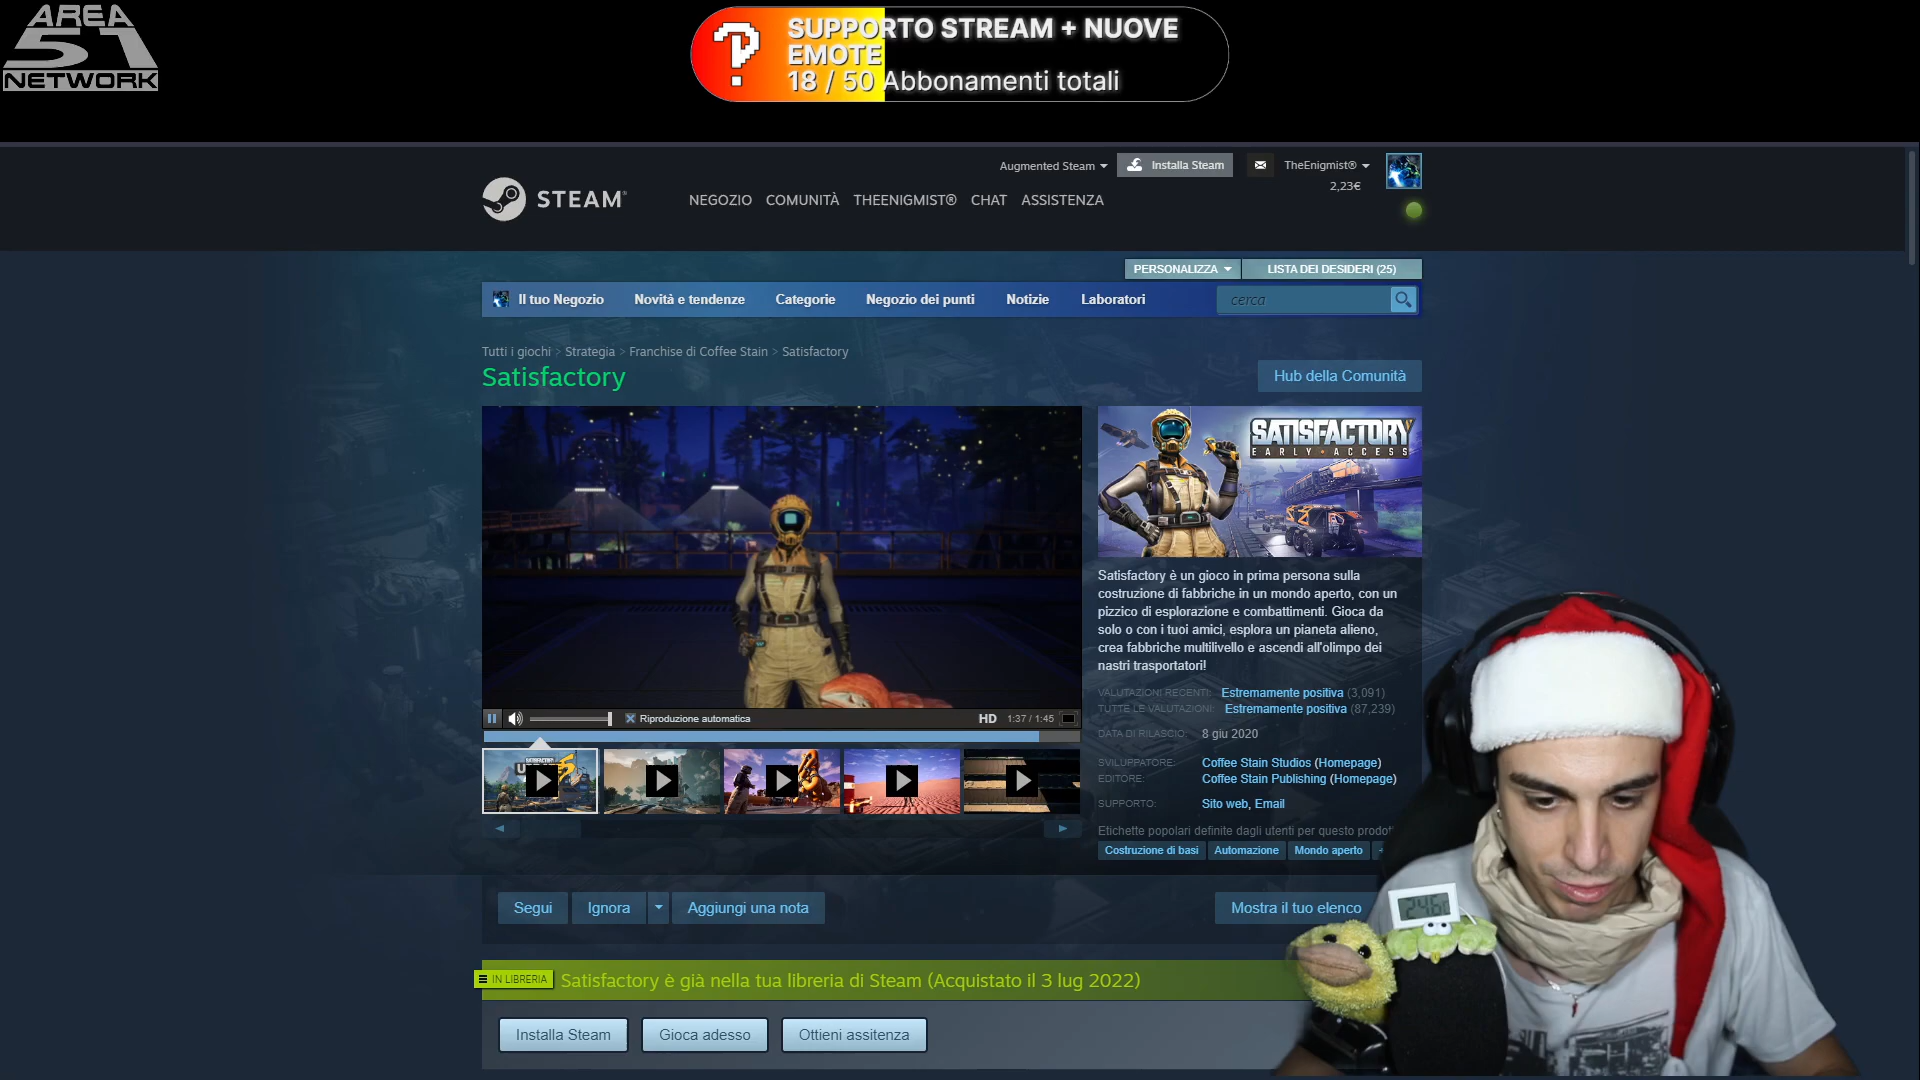 AREA
51
NETWORK
SUPPORTO STREAM + NUOVE
EMOTE
18 / 50 Abbonamenti totali
Augmented Steam
Installa Steam
TheEnigmist®
2,23€
STEAM®
NEGOZIO COMUNITÀ THEENIGMIST® CHAT ASSISTENZA
PERSONALIZZA
LISTA DEI DESIDERI (25)
Il tuo Negozio Novità e tendenze Categorie Negozio dei punti Notizie Laboratori
cerca
Tutti i giochi > Strategia > Franchise di Coffee Stain > Satisfactory
Satisfactory
Hub della Comunità
SATISFACTORY
EARLY ACCESS
Satisfactory è un gioco in prima persona sulla
costruzione di fabbriche in un mondo aperto, con un
pizzico di esplorazione e combattimenti. Gioca da
solo o con i tuoi amici, esplora un pianeta alieno,
crea fabbriche multilivello e ascendi all'olimpo dei
nastri trasportatori!
VALUTAZIONI RECENTI: Estremamente positiva (3,091)
TUTTE LE VALUTAZIONI: Estremamente positiva (87,239)
DATA DI RILASCIO: 8 giu 2020
SVILUPPATORE: Coffee Stain Studios (Homepage)
EDITORE: Coffee Stain Publishing (Homepage)
SUPPORTO: Sito web, Email
Etichette popolari definite dagli utenti per questo prodot
Costruzione di basi Automazione Mondo aperto
Riproduzione automatica
HD 1:37 / 1:45
Segui Ignora Aggiungi una nota
Mostra il tuo elenco
IN LIBRERIA
Satisfactory è già nella tua libreria di Steam (Acquistato il 3 lug 2022)
Installa Steam Gioca adesso Ottieni assitenza